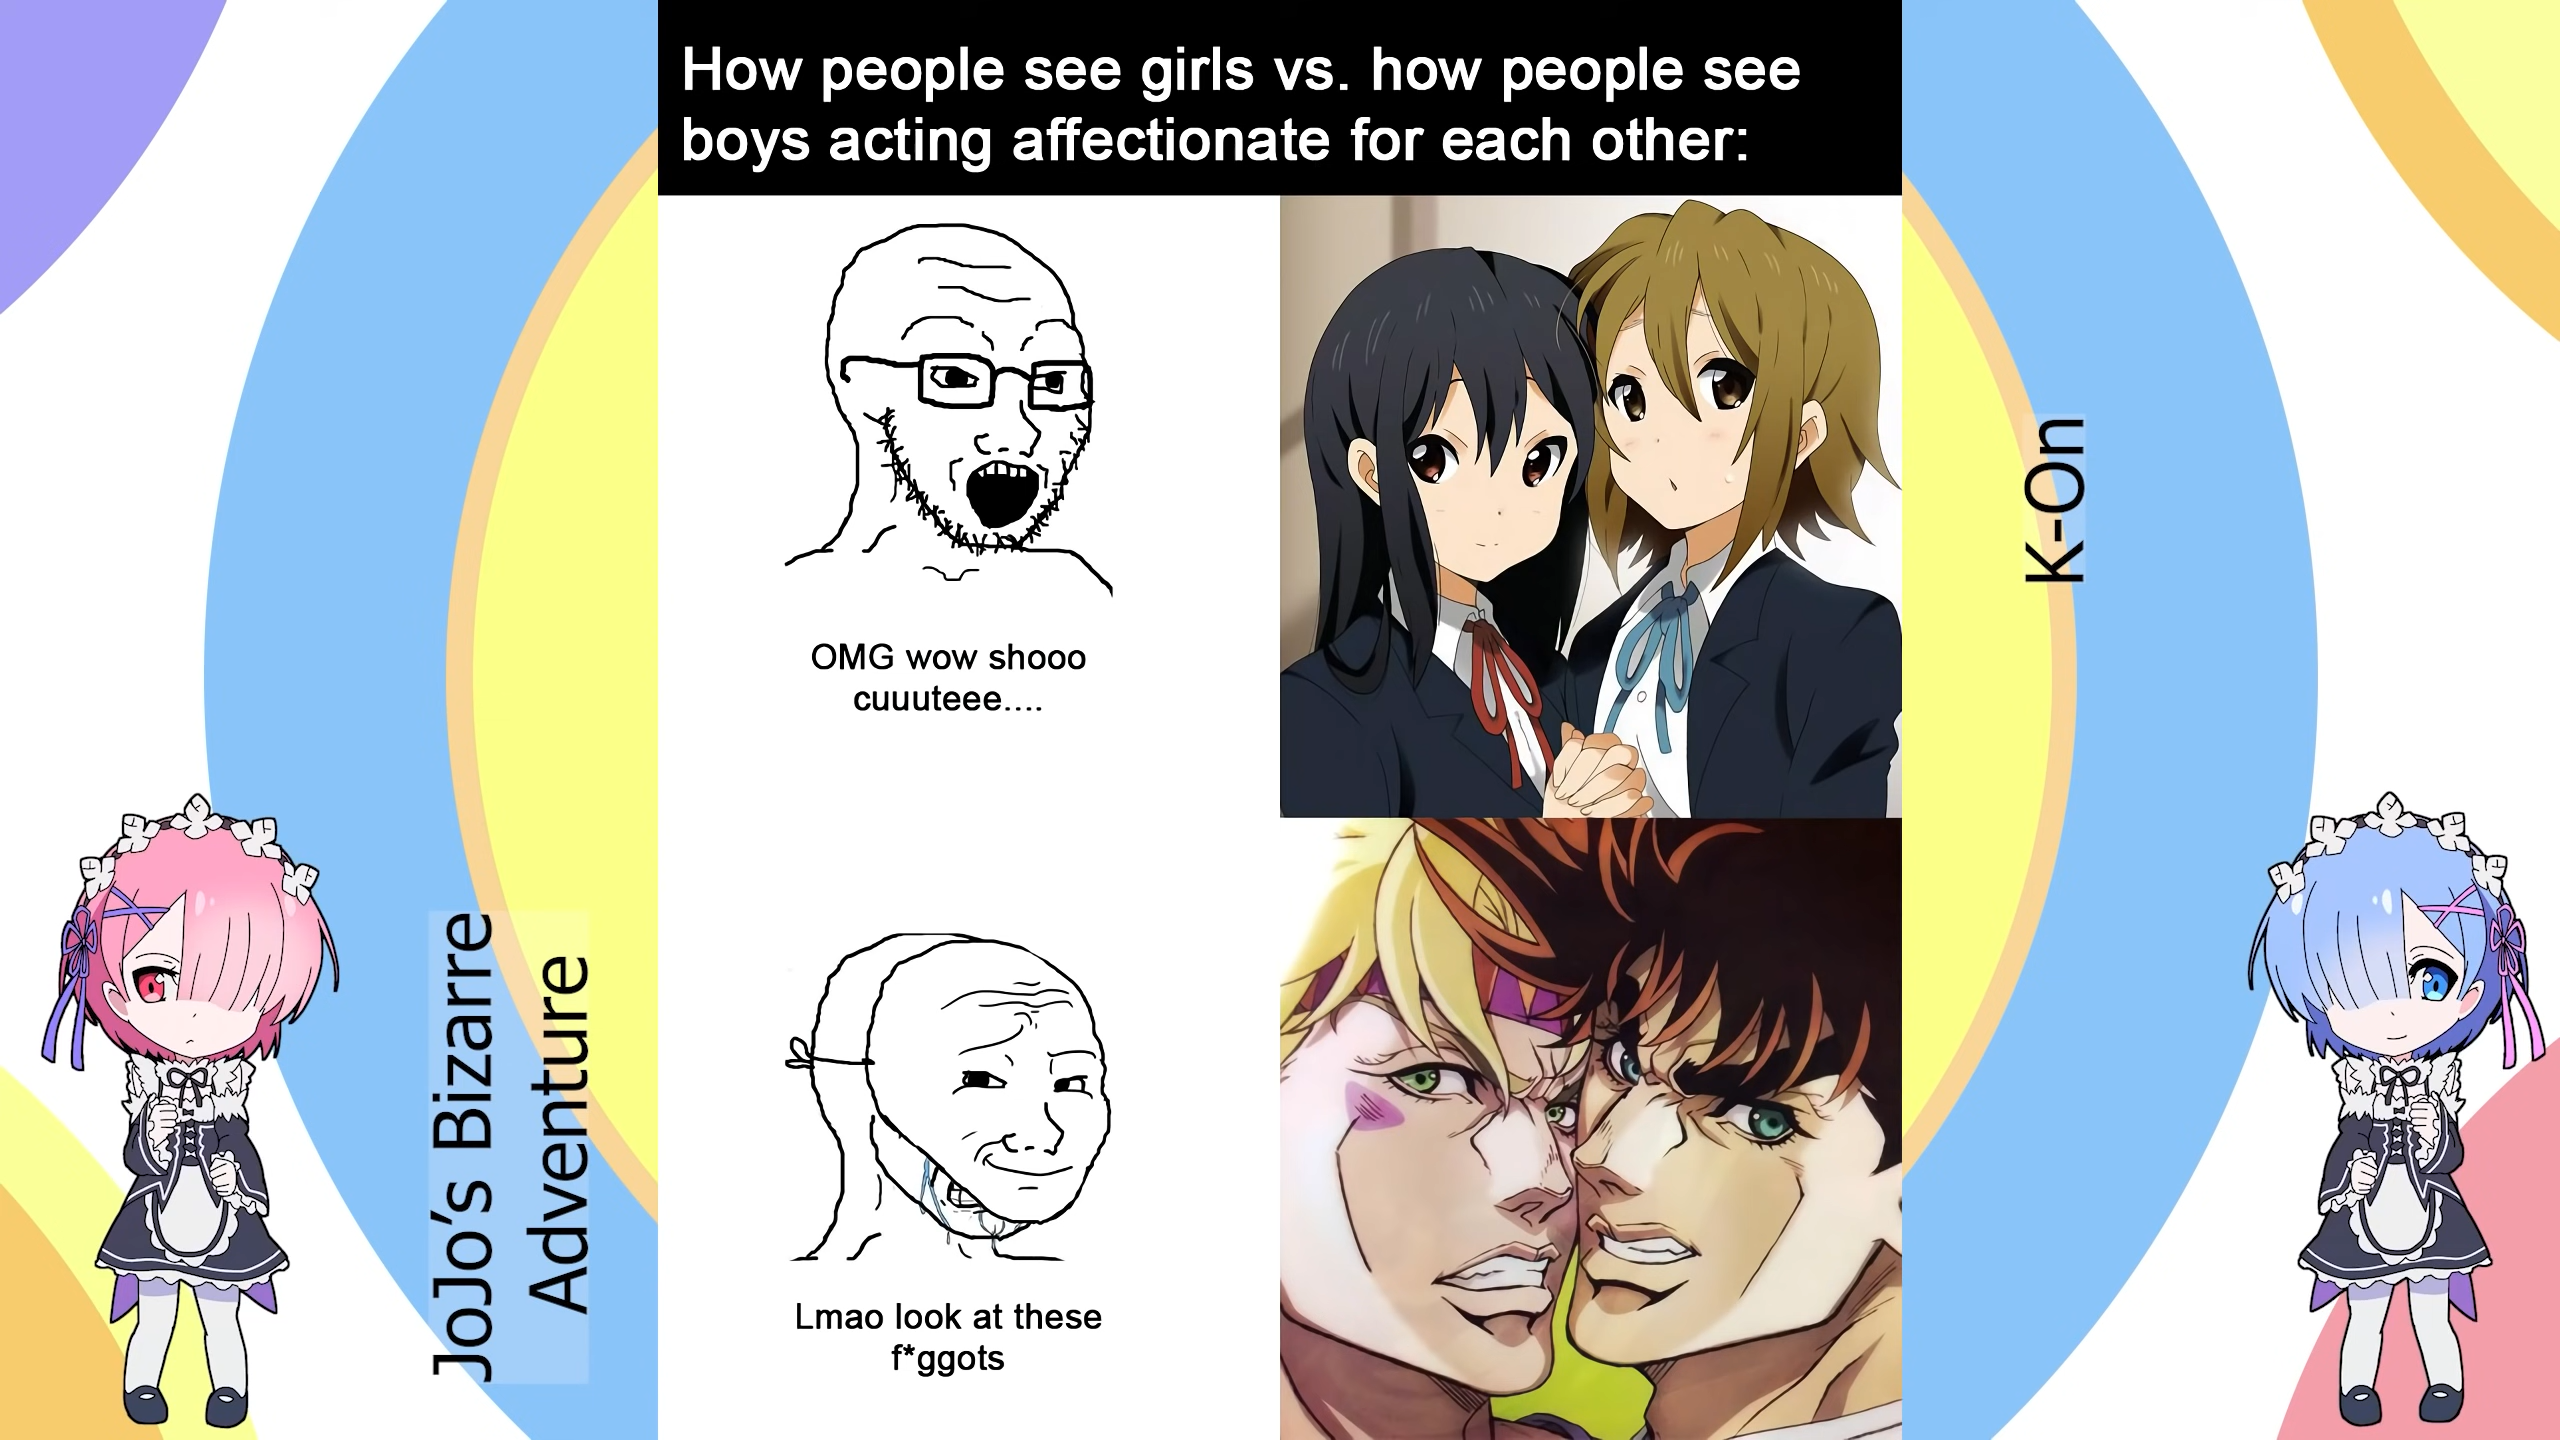 How people see girls vs. how people see
boys acting affectionate for each other:
OMG wow shooo
cuuuteee....
K-On
Lmao look at these
f*ggots
JoJo's Bizarre
Adventure